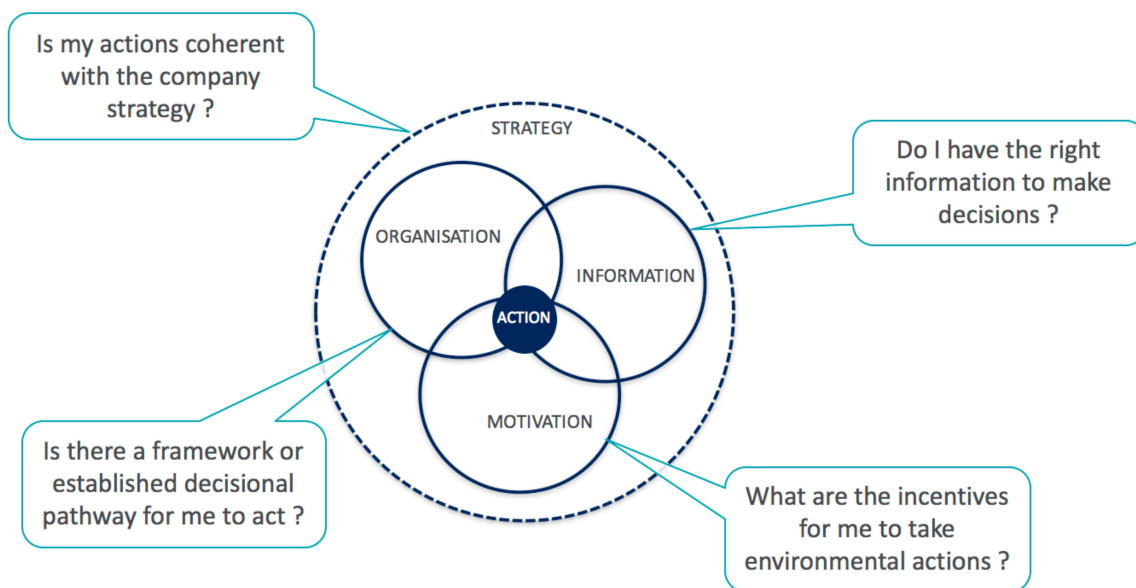 Is my actions coherent
with the company
strategy ?
STRATEGY
Do I have the right
information to make
decisions ?
ORGANISATION
INFORMATION
ACTION
MOTIVATION
Is there a framework or
established decisional
pathway for me to act ?
What are the incentives
for me to take
environmental actions ?